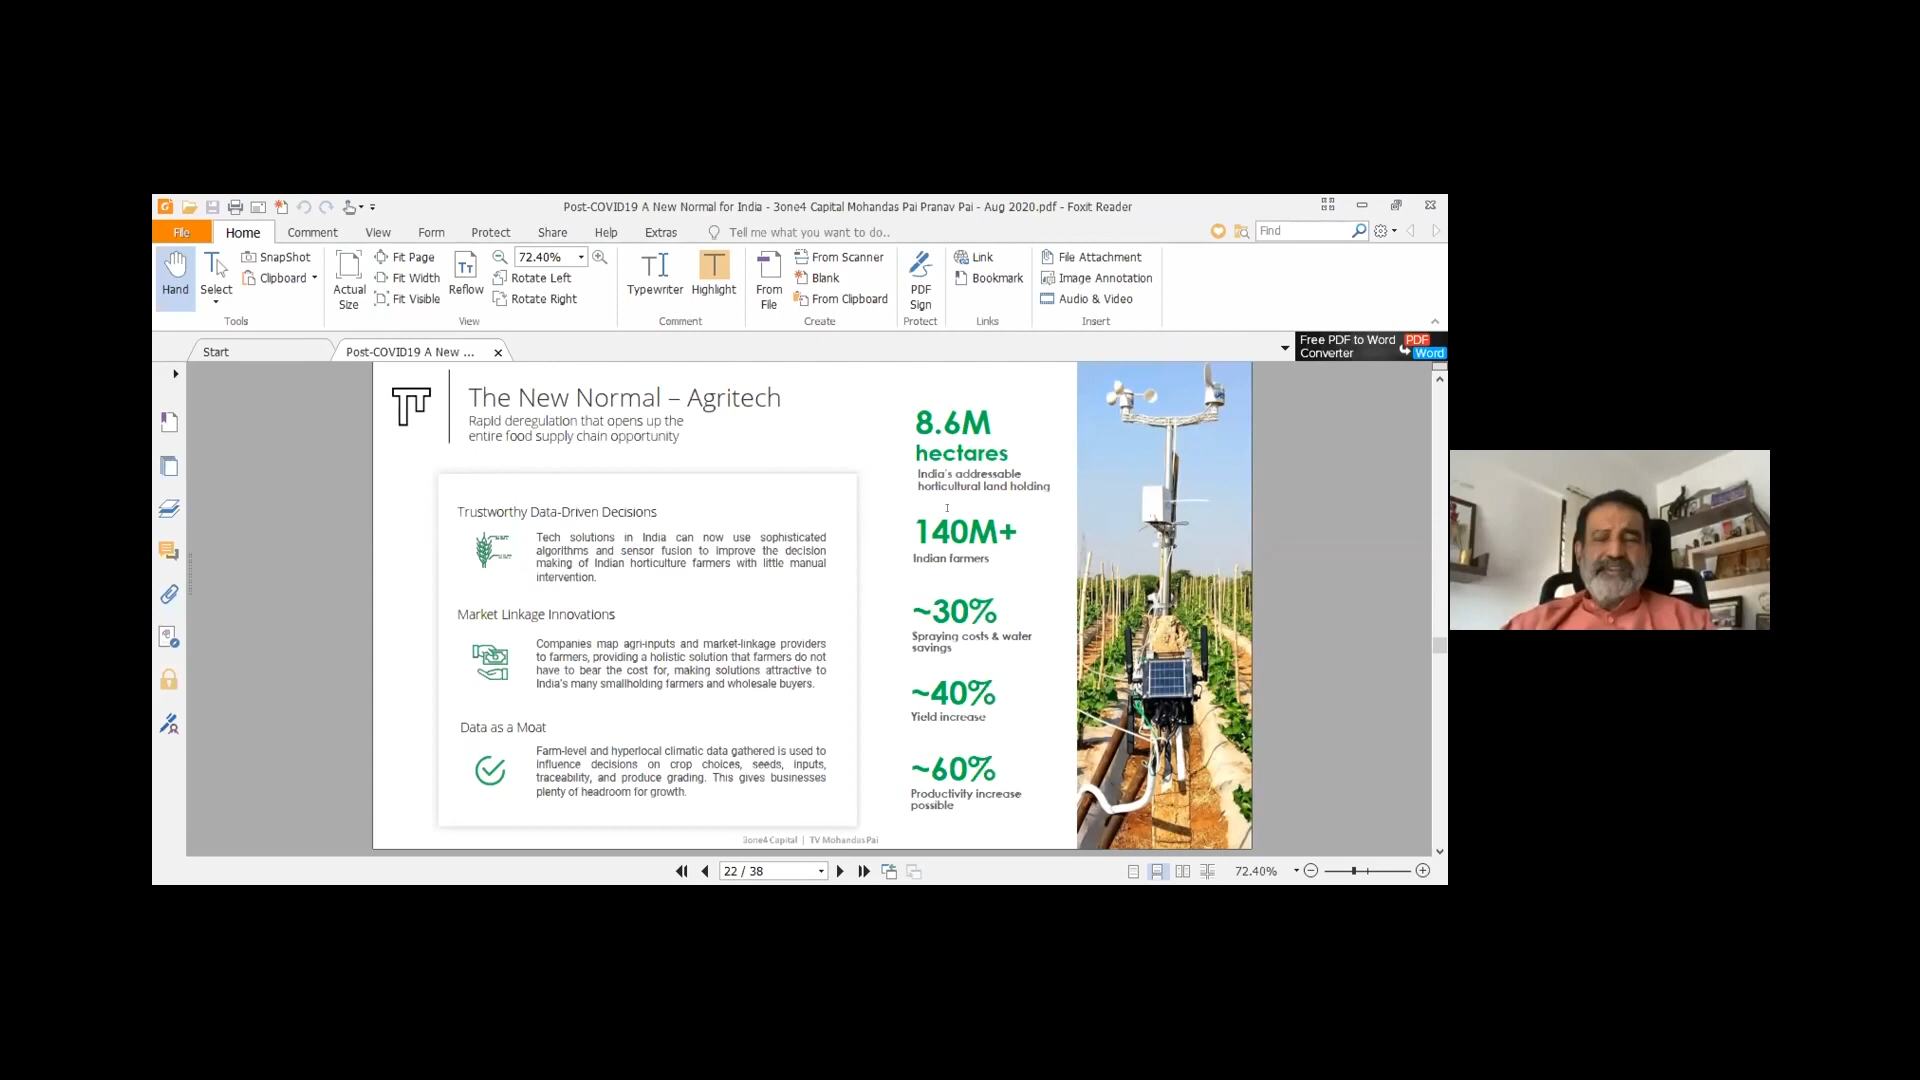 Post-COVID19 A New Normal for India - 3one4 Capital Mohandas Pai Pranav Pai - Aug 2020.pdf - Foxit Reader
File
Home
Comment
View
Form
Protect
Share
Help
Extras
Tell me what you want to do..
Find
Hand
Select
SnapShot
Clipboard
Tools
Actual
Size
Fit Page
Fit Width
Fit Visible
Reflow
72.40%
Rotate Left
Rotate Right
View
Typewriter
Highlight
Comment
From
File
From Scanner
Blank
From Clipboard
Create
PDF
Sign
Protect
Link
Bookmark
Links
File Attachment
Image Annotation
Audio & Video
Insert
Start
Post-COVID19 A New ...
Free PDF to Word
Converter
PDF
Word
The New Normal – Agritech
Rapid deregulation that opens up the
entire food supply chain opportunity
Trustworthy Data-Driven Decisions
Tech solutions in India can now use sophisticated
algorithms and sensor fusion to improve the decision
making of Indian horticulture farmers with little manual
intervention.
Market Linkage Innovations
Companies map agri-inputs and market-linkage providers
to farmers, providing a holistic solution that farmers do not
have to bear the cost for, making solutions attractive to
India's many smallholding farmers and wholesale buyers.
Data as a Moat
Farm-level and hyperlocal climatic data gathered is used to
influence decisions on crop choices, seeds, inputs,
traceability, and produce grading. This gives businesses
plenty of headroom for growth.
8.6M
hectares
India's addressable
horticultural land holding
140M+
Indian farmers
~30%
Spraying costs & water
savings
~40%
Yield increase
~60%
Productivity increase
possible
3one4 Capital | TV Mohandas Pai
22 / 38
72.40%